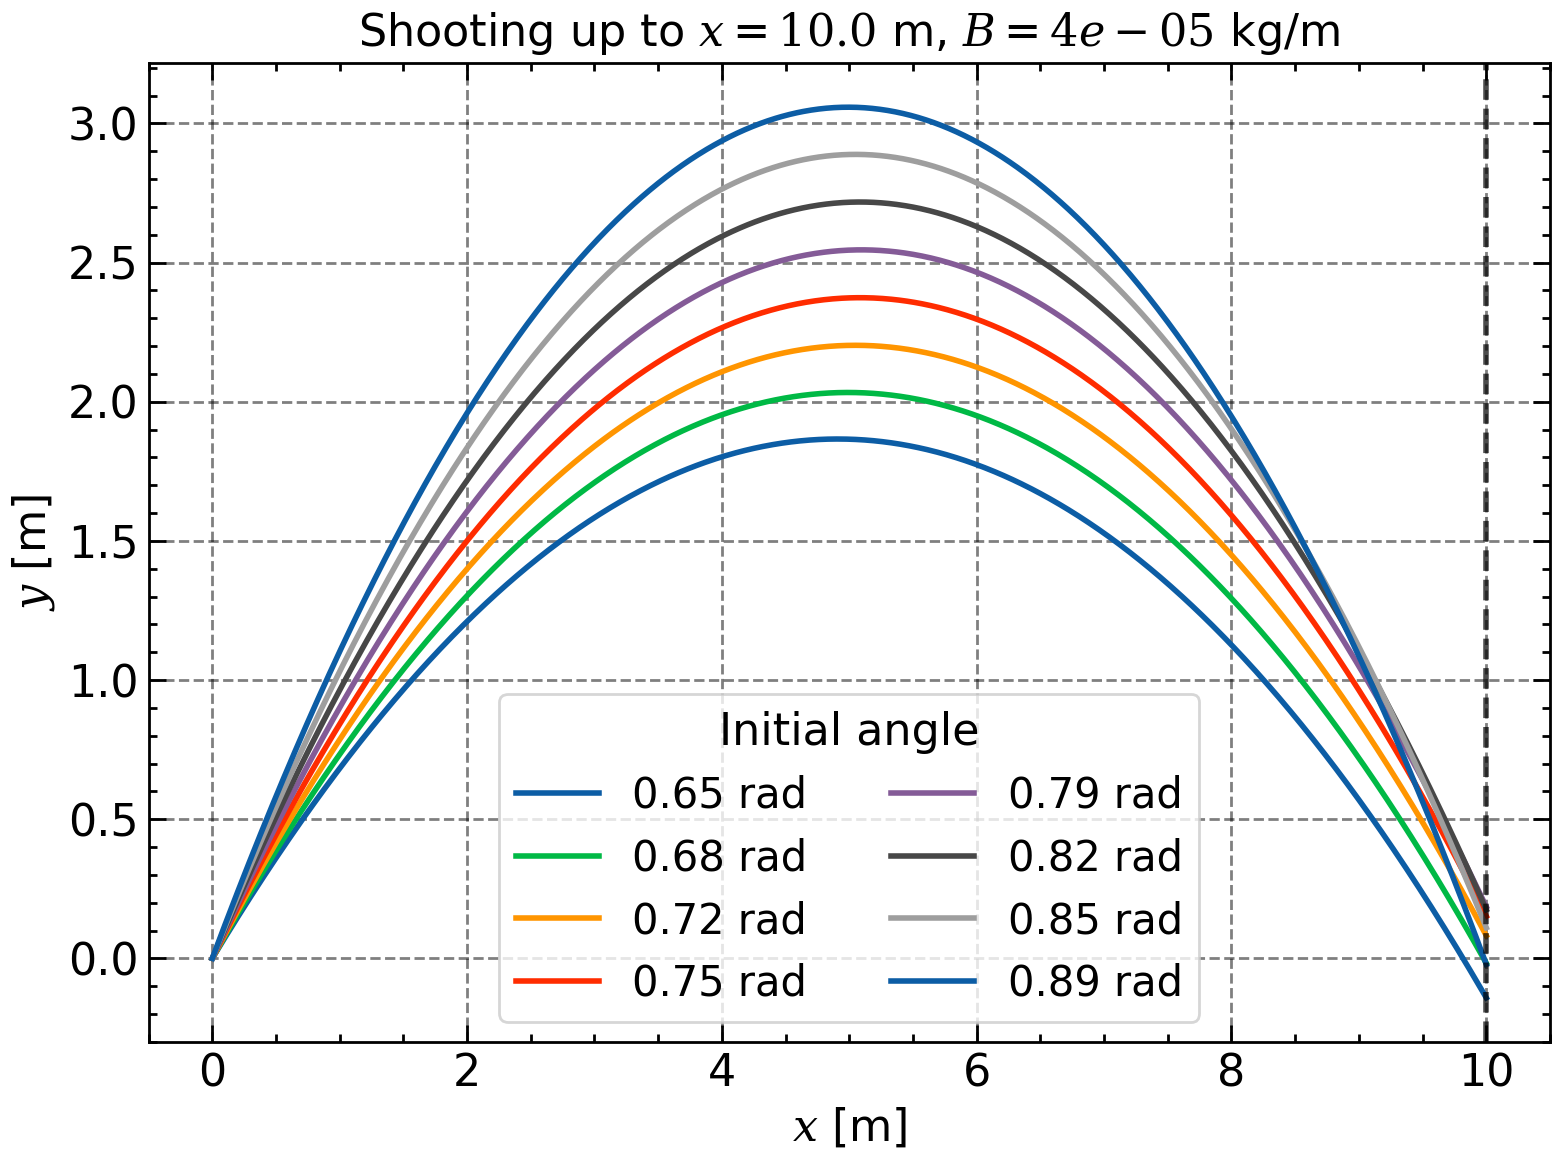 Shooting up to x = 10.0 m, B = 4e − 05 kg/m
y [m]
3.0
2.5
2.0
1.5
1.0
0.5
0.0
Initial angle
0.65 rad
0.68 rad
0.72 rad
0.75 rad
0.79 rad
0.82 rad
0.85 rad
0.89 rad
0 2 4 6 8 10
x [m]